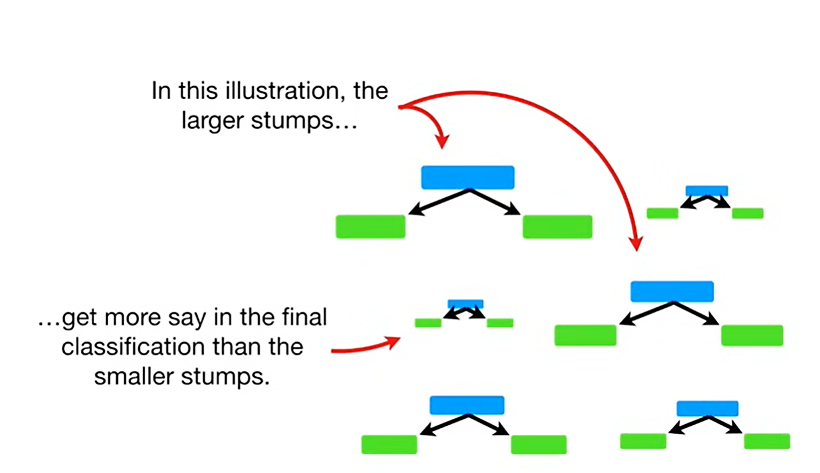 In this illustration, the
larger stumps…
…get more say in the final
classification than the
smaller stumps.